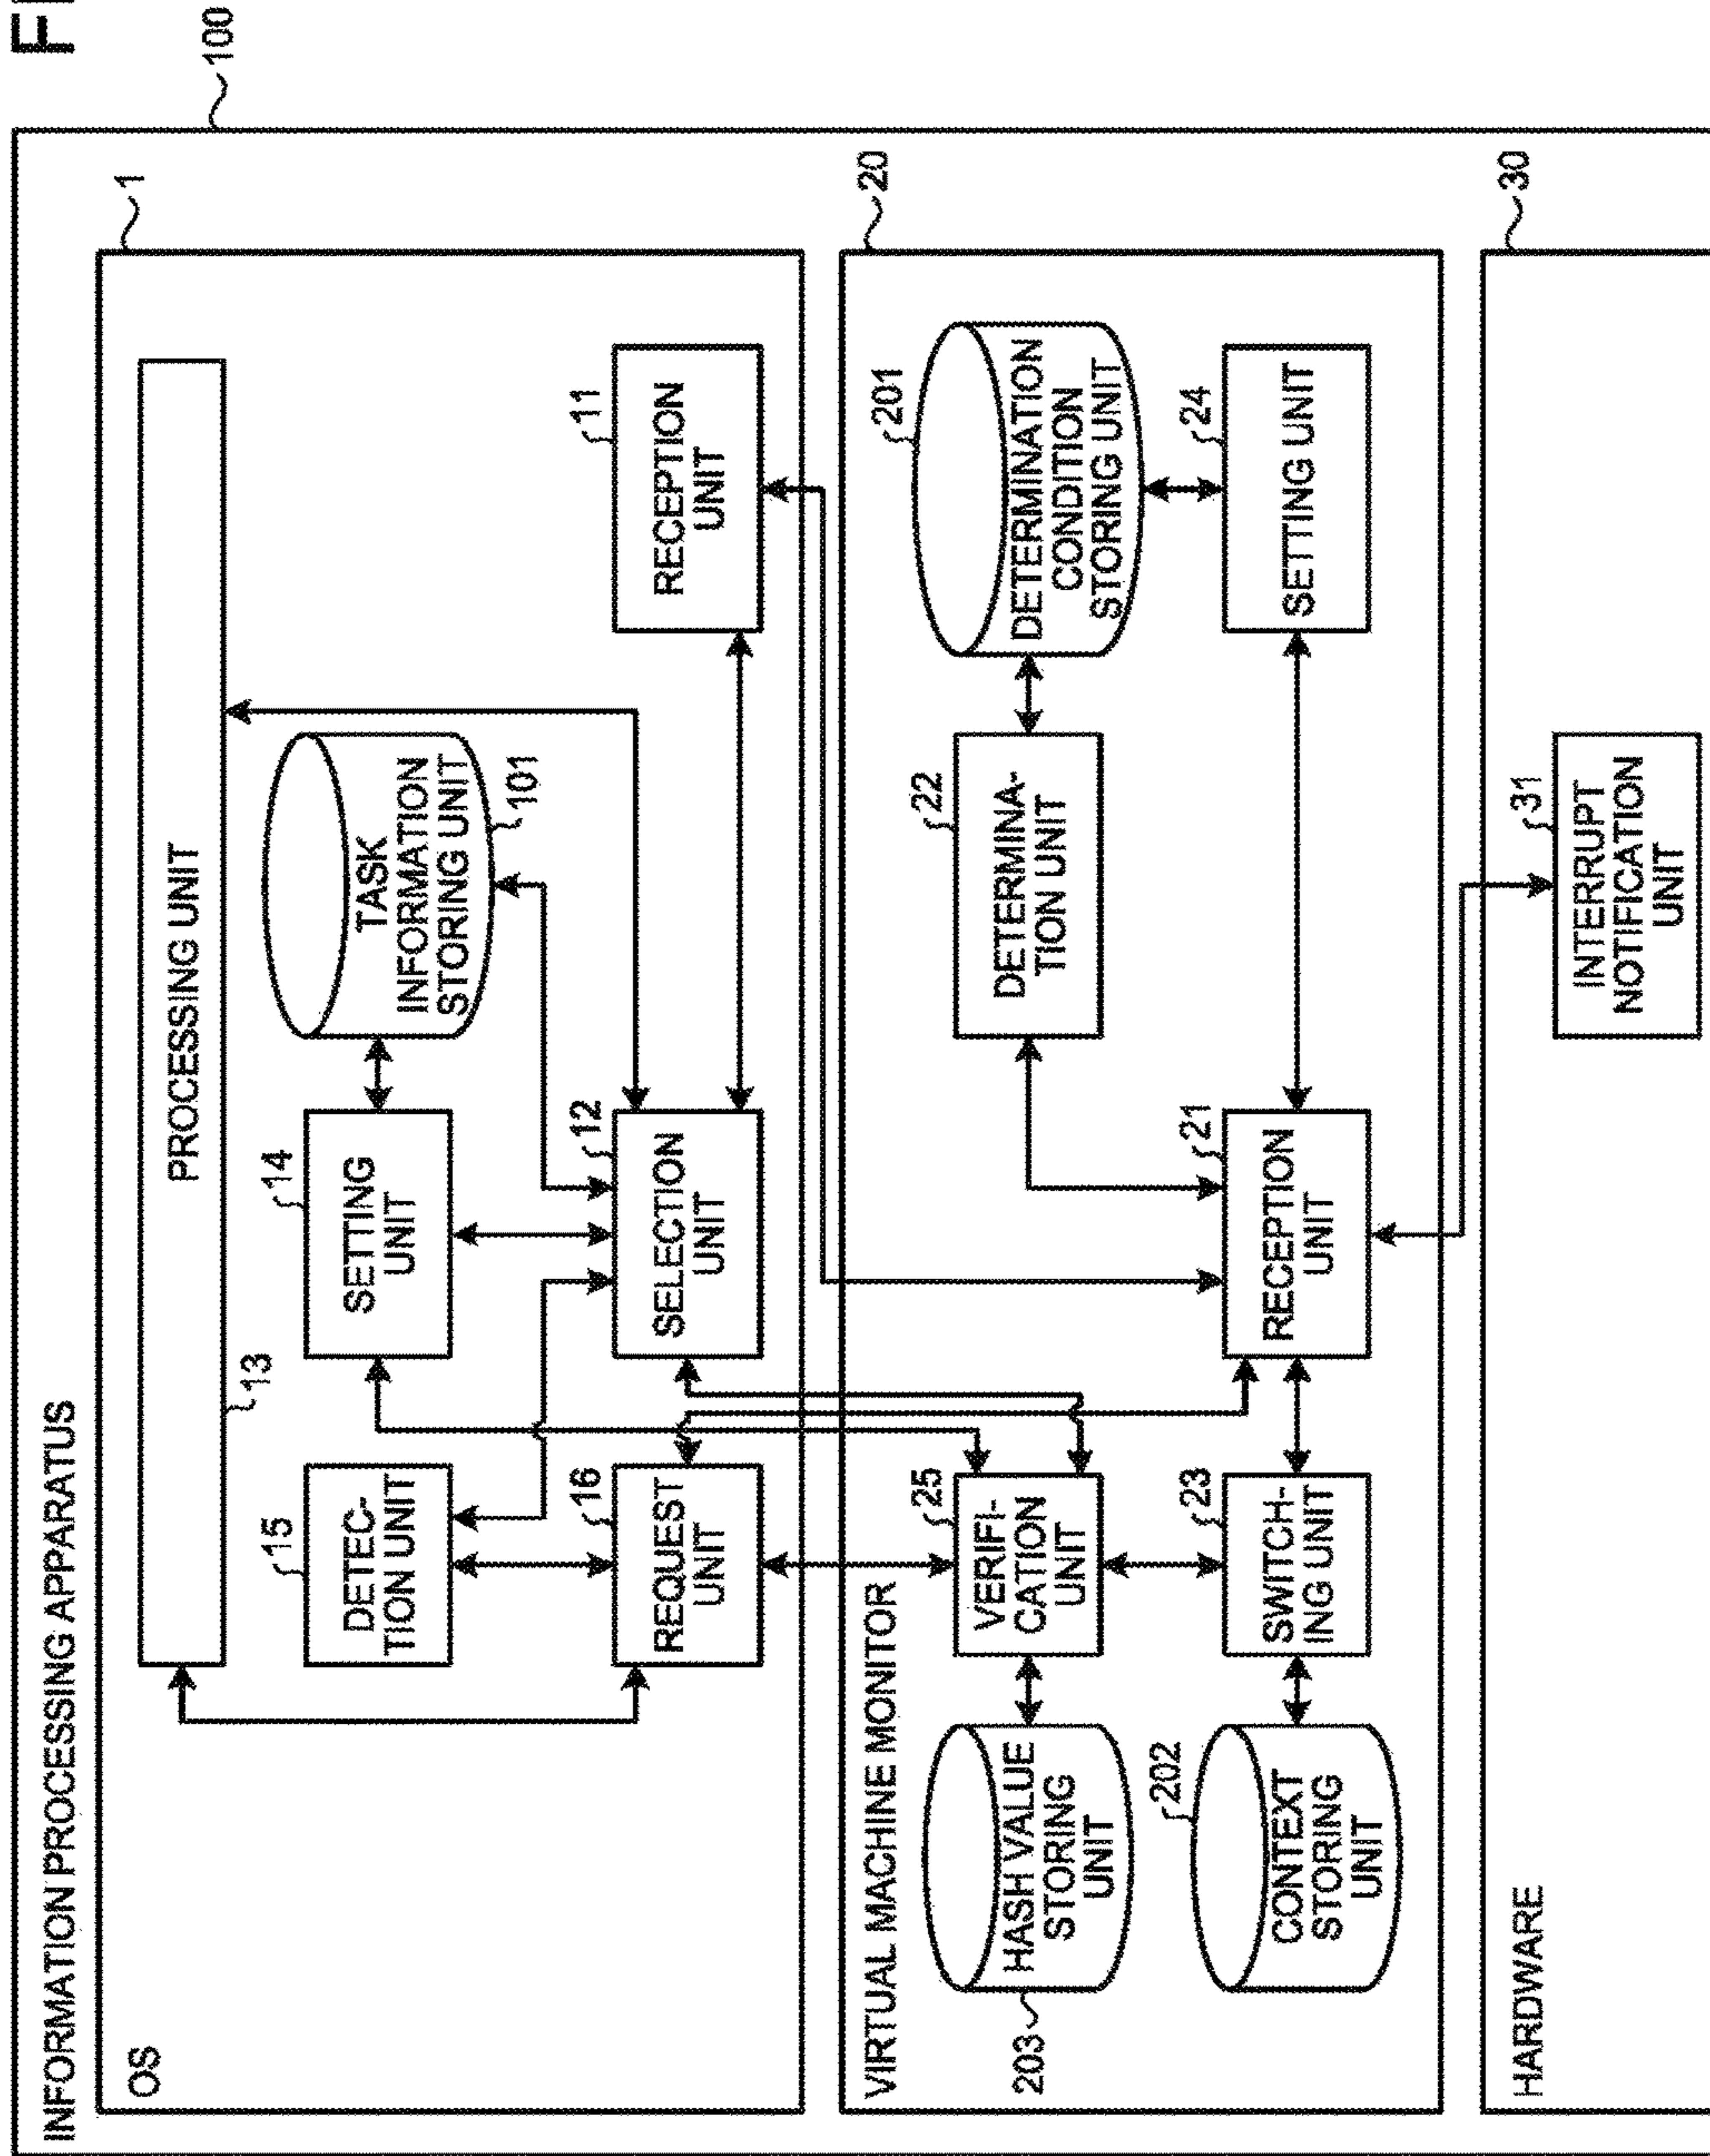 INFORMATION PROCESSING APPARATUS
100
OS
1
PROCESSING UNIT
13
15
DETEC-
TION UNIT
14
SETTING
UNIT
TASK
INFORMATION
STORING UNIT
101
16
REQUEST
UNIT
12
SELECTION
UNIT
11
RECEPTION
UNIT
VIRTUAL MACHINE MONITOR
20
203
HASH VALUE
STORING
UNIT
25
VERIFI-
CATION
UNIT
22
DETERMINA-
TION UNIT
201
DETERMINATION
CONDITION
STORING UNIT
202
CONTEXT
STORING
UNIT
23
SWITCH-
ING UNIT
21
RECEPTION
UNIT
24
SETTING UNIT
HARDWARE
30
31
INTERRUPT
NOTIFICATION
UNIT